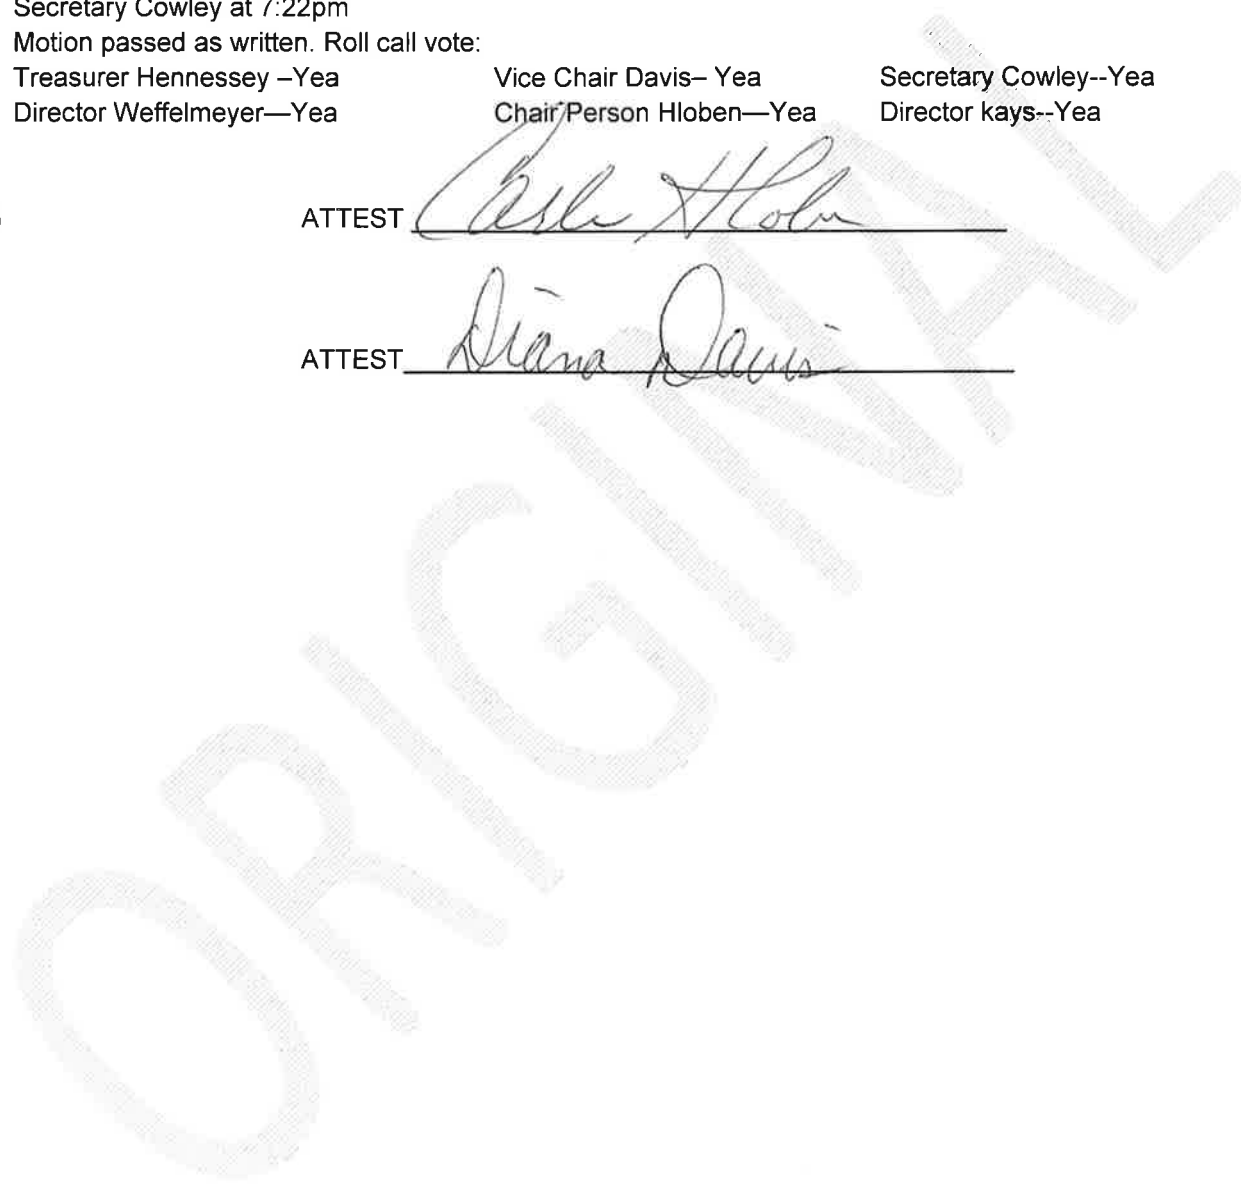 Secretary Cowley at 7:22pm
Motion passed as written. Roll call vote:
Treasurer Hennessey –Yea Vice Chair Davis– Yea Secretary Cowley--Yea
Director Weffelmeyer—Yea Chair Person Hloben—Yea Director kays--Yea
ATTEST
ATTEST Diana Davis
ORIGINAL